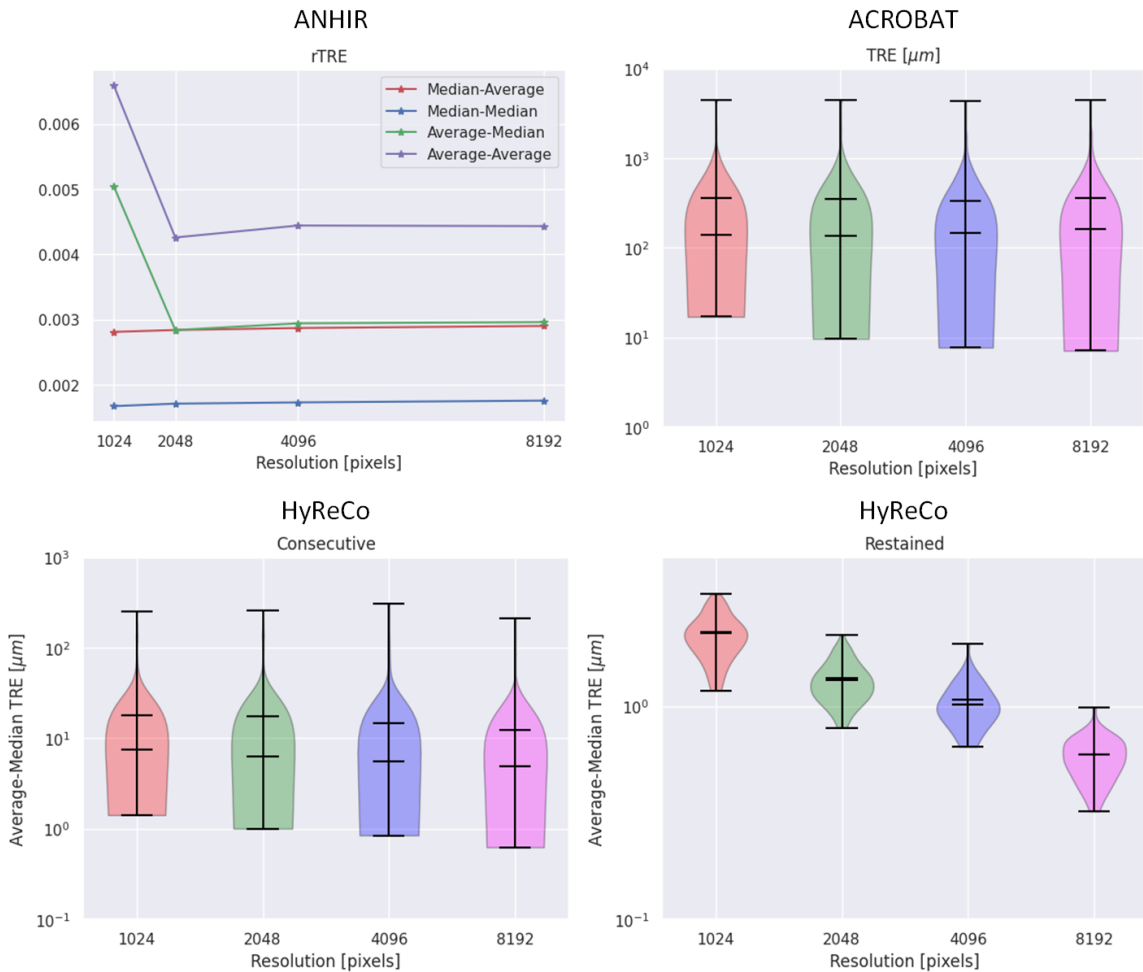 ANHIR
rTRE
Median-Average
Median-Median
Average-Median
Average-Average
0.006
0.005
0.004
0.003
0.002
1024 2048 4096 8192
Resolution [pixels]
ACROBAT
TRE [μm]
10⁴
10³
10²
10¹
10⁰
1024 2048 4096 8192
Resolution [pixels]
HyReCo
Consecutive
Average-Median TRE [μm]
10³
10²
10¹
10⁰
10⁻¹
1024 2048 4096 8192
Resolution [pixels]
HyReCo
Restained
Average-Median TRE [μm]
10⁰
10⁻¹
1024 2048 4096 8192
Resolution [pixels]